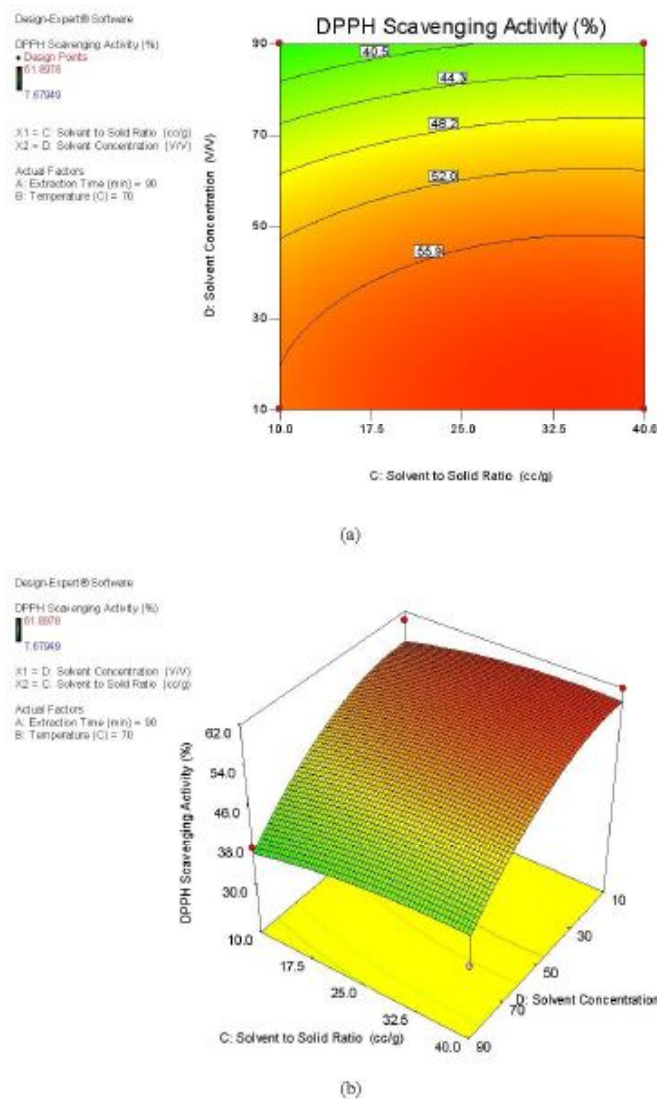 Design-Expert® Software
DPPH Scavenging Activity (%)
Design Points
61.8978
7.67949
X1 = C: Solvent to Solid Ratio (cc/g)
X2 = D: Solvent Concentration (V/V)
Actual Factors
A: Extraction Time (min) = 90
B: Temperature (C) = 70
DPPH Scavenging Activity (%)
90
70
50
30
10
D: Solvent Concentration (V/V)
40.5
44.3
48.2
52.0
55.9
10.0 17.5 25.0 32.5 40.0
C: Solvent to Solid Ratio (cc/g)
(a)
Design-Expert® Software
DPPH Scavenging Activity (%)
61.8978
7.67949
X1 = D: Solvent Concentration (V/V)
X2 = C: Solvent to Solid Ratio (cc/g)
Actual Factors
A: Extraction Time (min) = 90
B: Temperature (C) = 70
DPPH Scavenging Activity (%)
62.0
54.0
46.0
38.0
30.0
10.0
17.5
25.0
32.5
40.0
C: Solvent to Solid Ratio (cc/g)
10
30
50
70
90
D: Solvent Concentration
(b)